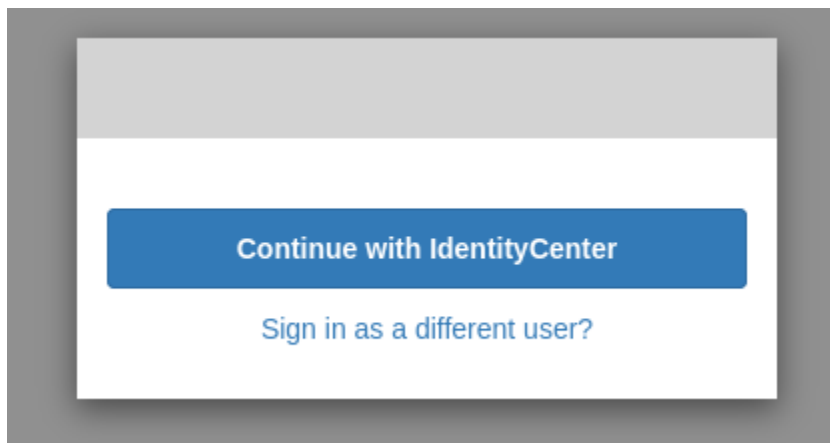 Continue with IdentityCenter
Sign in as a different user?